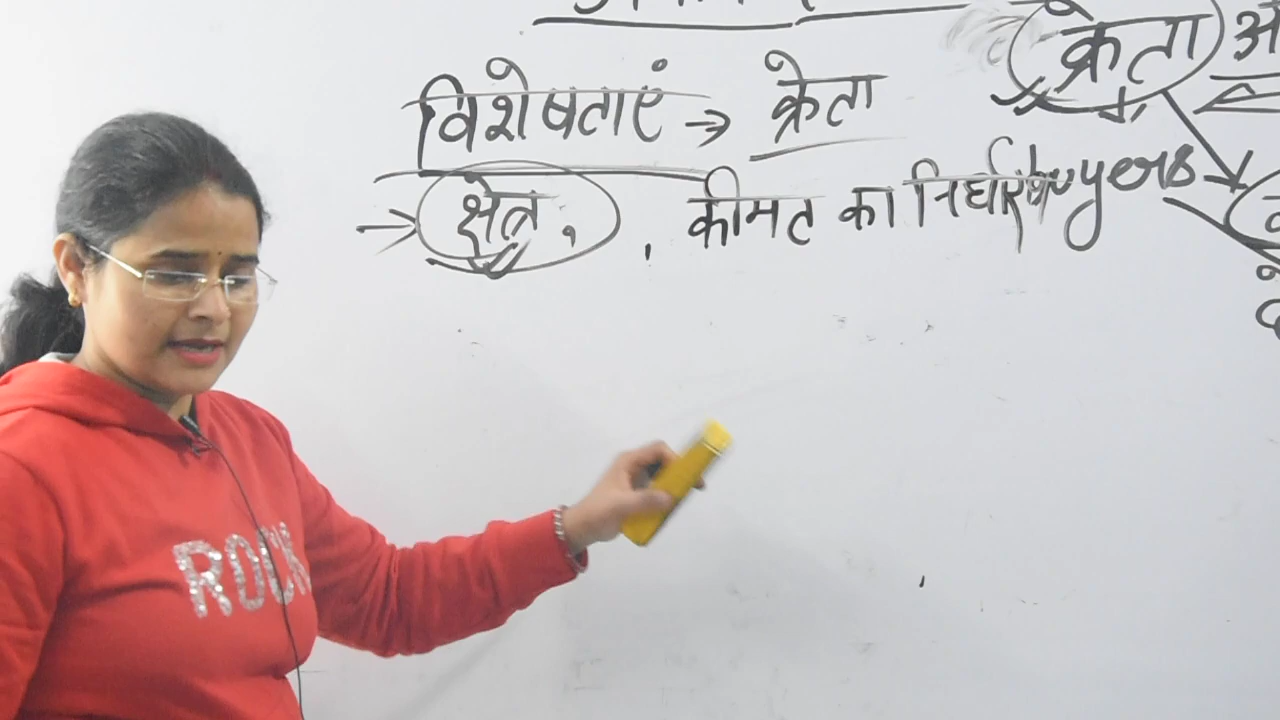 क्रेता
विशेषताएं → क्रेता
→ क्षेत्र, , कीमत का निर्धारण buyers
ROCK